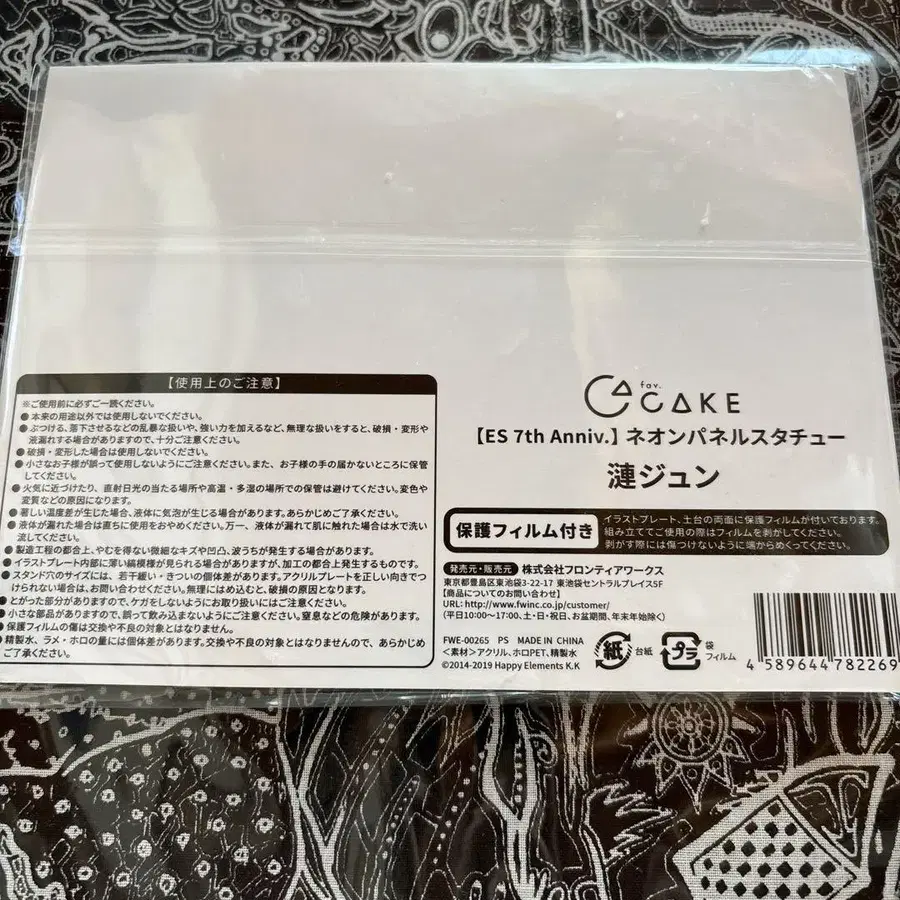 【使用上のご注意】
※ご使用前に必ずご一読ください。
●本来の用途以外では使用しないでください。
●ぶつける、落下させるなどの乱暴な扱いや、強い力を加えるなど、無理な扱いをすると、破損・変形や
液漏れする場合がありますので、十分ご注意ください。
●破損・変形した場合は使用しないでください。
●小さなお子様が誤って使用しないようにご注意ください。また、お子様の手の届かないところに保管
してください。
●火気に近づけたり、直射日光の当たる場所や高温・多湿の場所での保管は避けてください。変色や
変質などの原因になります。
●著しい温度差が生じた場合、液体に気泡が生じる場合があります。あらかじめご了承ください。
●液体が漏れた場合は直ちに使用をおやめください。万一、液体が漏れて肌に触れた場合は水で洗い
流してください。
●製造工程の都合上、やむを得ない微細なキズや凹凸、波うちが発生する場合があります。
●イラストプレート内部に薄い縞模様が見られる場合がありますが、加工の都合上発生するものです。
●スタンド穴のサイズには、若干緩い・きついの個体差があります。アクリルプレートを正しい向きでつ
けられない場合は、お問い合わせください。無理にはめ込むと、破損の原因となります。
●とがった部分がありますので、ケガをしないようにお取り扱いにはご注意ください。
●小さな部品がありますので、誤って飲み込まないようにご注意ください。窒息などの危険があります。
●保護フィルムの傷は交換や不良の対象とはなりません。
●精製水、ラメ・ホロの量には個体差があります。交換や不良の対象とはなりませんので、あらかじめ
ご了承ください。
fav.
CAKE
【ES 7th Anniv.】ネオンパネルスタチュー
漣ジュン
保護フィルム付き
イラストプレート、土台の両面に保護フィルムが付いております。
組み立ててご使用の際はフィルムを剥がしてください。
剥がす際には傷つけないように端からめくってください。
発売元・販売元 株式会社フロンティアワークス
東京都豊島区東池袋3-22-17 東池袋セントラルプレイス5F
【商品についてのお問い合わせ】
URL: http://www.fwinc.co.jp/customer/
(平日10:00〜17:00、土・日・祝日、お盆期間、年末年始除く)
FWE-00265 PS MADE IN CHINA
＜素材＞アクリル、ホロPET、精製水
©2014-2019 Happy Elements K.K
紙 台紙
プラ 袋
フィルム
4 589644 782269